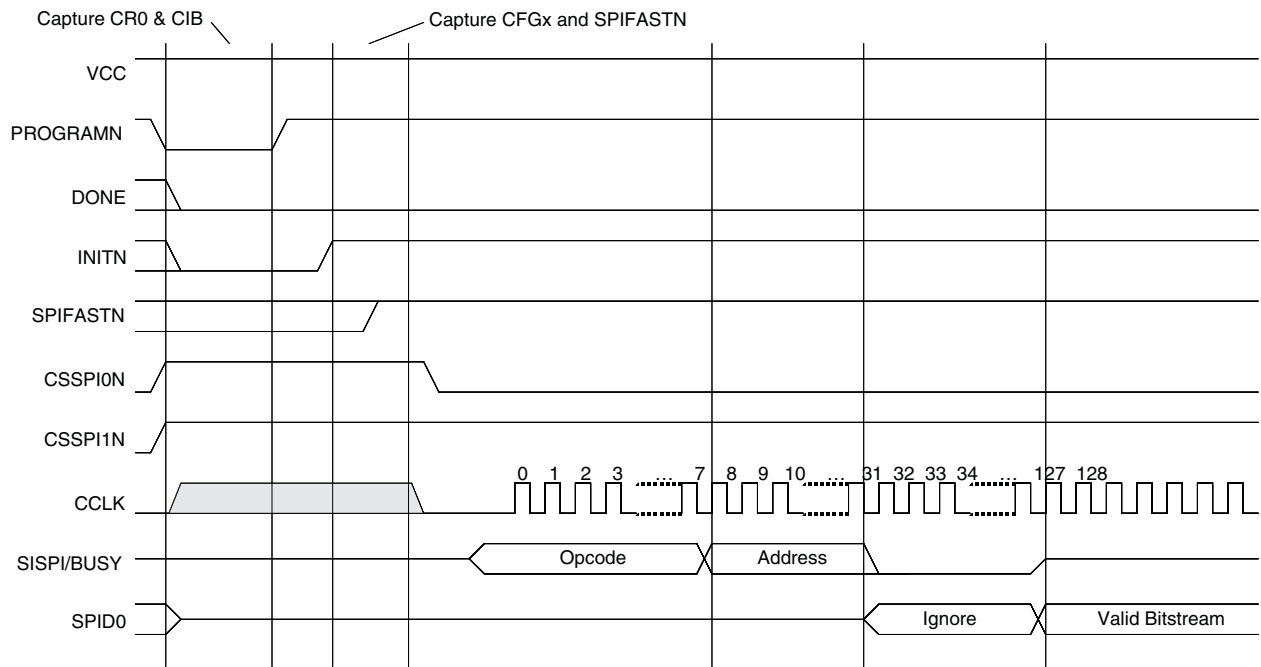 Capture CR0 & CIB
Capture CFGx and SPIFASTN
VCC
PROGRAMN
DONE
INITN
SPIFASTN
CSSPI0N
CSSPI1N
0 1 2 3 ... 7 8 9 10 ... 31 32 33 34 ... 127 128
CCLK
SISPI/BUSY Opcode Address
SPID0 Ignore Valid Bitstream